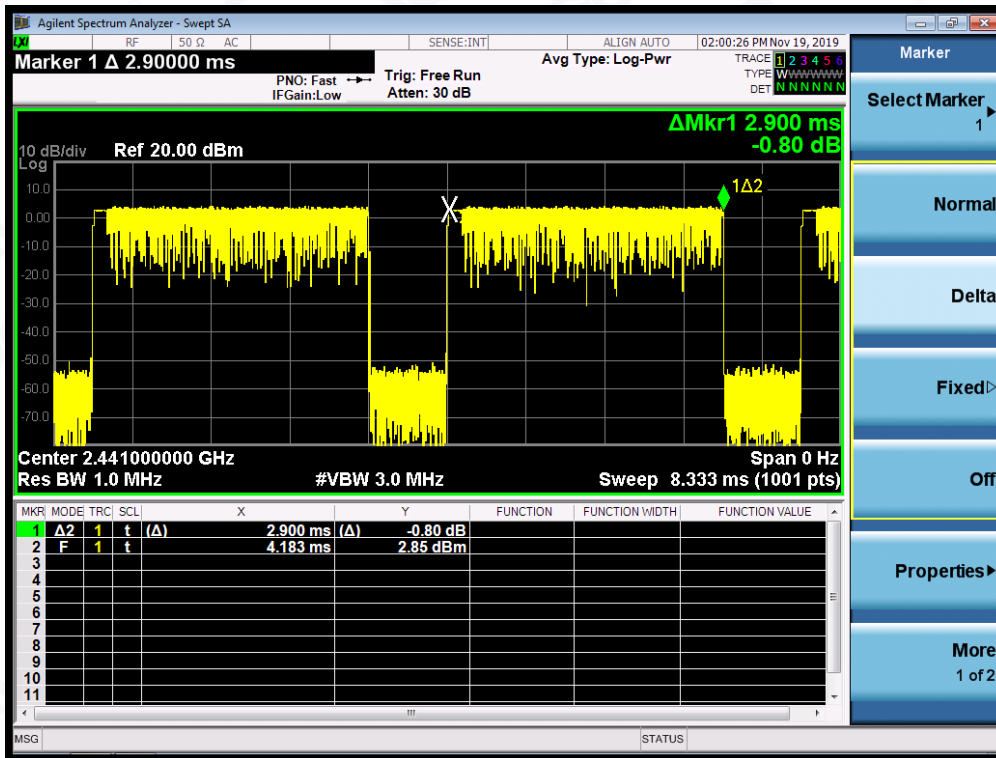 Agilent Spectrum Analyzer - Swept SA
LXI RF 50 Ω AC SENSE:INT ALIGN AUTO 02:00:26 PM Nov 19, 2019
Marker 1 Δ 2.90000 ms
PNO: Fast
IFGain:Low
Trig: Free Run
Atten: 30 dB
Avg Type: Log-Pwr
TRACE 1 2 3 4 5 6
TYPE WWWWWW
DET N N N N N N
ΔMkr1 2.900 ms
-0.80 dB
10 dB/div Ref 20.00 dBm
Log
1Δ2
10.0
0.00
-10.0
-20.0
-30.0
-40.0
-50.0
-60.0
-70.0
Center 2.441000000 GHz Span 0 Hz
Res BW 1.0 MHz #VBW 3.0 MHz Sweep 8.333 ms (1001 pts)
MKR MODE TRC SCL X Y FUNCTION FUNCTION WIDTH FUNCTION VALUE
1 Δ2 1 t (Δ) 2.900 ms (Δ) -0.80 dB
2 F 1 t 4.183 ms 2.85 dBm
3
4
5
6
7
8
9
10
11
MSG STATUS
Marker
Select Marker
1
Normal
Delta
Fixed
Off
Properties
More
1 of 2